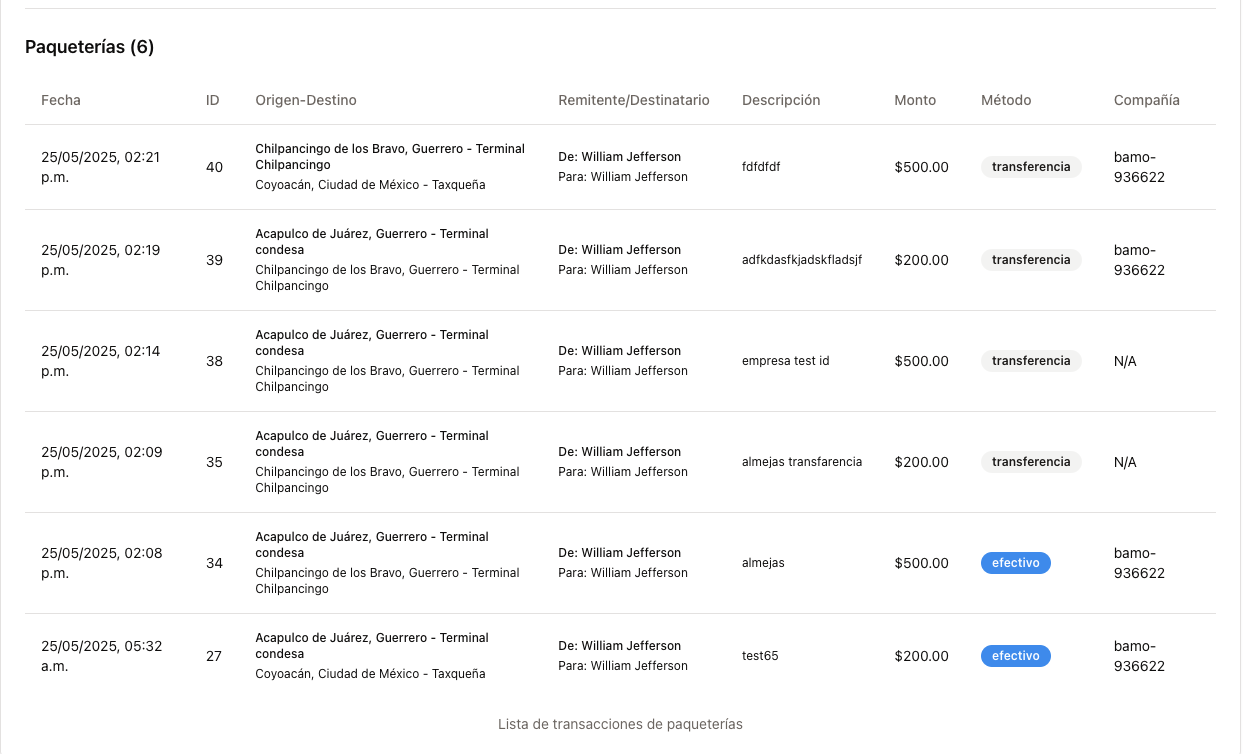 Paqueterías (6)
Fecha ID Origen-Destino Remitente/Destinatario Descripción Monto Método Compañía
25/05/2025, 02:21 p.m. 40 Chilpancingo de los Bravo, Guerrero - Terminal Chilpancingo
Coyoacán, Ciudad de México - Taxqueña
De: William Jefferson
Para: William Jefferson
fdfdfdf $500.00 transferencia bamo-936622
25/05/2025, 02:19 p.m. 39 Acapulco de Juárez, Guerrero - Terminal condesa
Chilpancingo de los Bravo, Guerrero - Terminal Chilpancingo
De: William Jefferson
Para: William Jefferson
adfkdasfkjadskfladsjf $200.00 transferencia bamo-936622
25/05/2025, 02:14 p.m. 38 Acapulco de Juárez, Guerrero - Terminal condesa
Chilpancingo de los Bravo, Guerrero - Terminal Chilpancingo
De: William Jefferson
Para: William Jefferson
empresa test id $500.00 transferencia N/A
25/05/2025, 02:09 p.m. 35 Acapulco de Juárez, Guerrero - Terminal condesa
Chilpancingo de los Bravo, Guerrero - Terminal Chilpancingo
De: William Jefferson
Para: William Jefferson
almejas transfarencia $200.00 transferencia N/A
25/05/2025, 02:08 p.m. 34 Acapulco de Juárez, Guerrero - Terminal condesa
Chilpancingo de los Bravo, Guerrero - Terminal Chilpancingo
De: William Jefferson
Para: William Jefferson
almejas $500.00 efectivo bamo-936622
25/05/2025, 05:32 a.m. 27 Acapulco de Juárez, Guerrero - Terminal condesa
Coyoacán, Ciudad de México - Taxqueña
De: William Jefferson
Para: William Jefferson
test65 $200.00 efectivo bamo-936622
Lista de transacciones de paqueterías